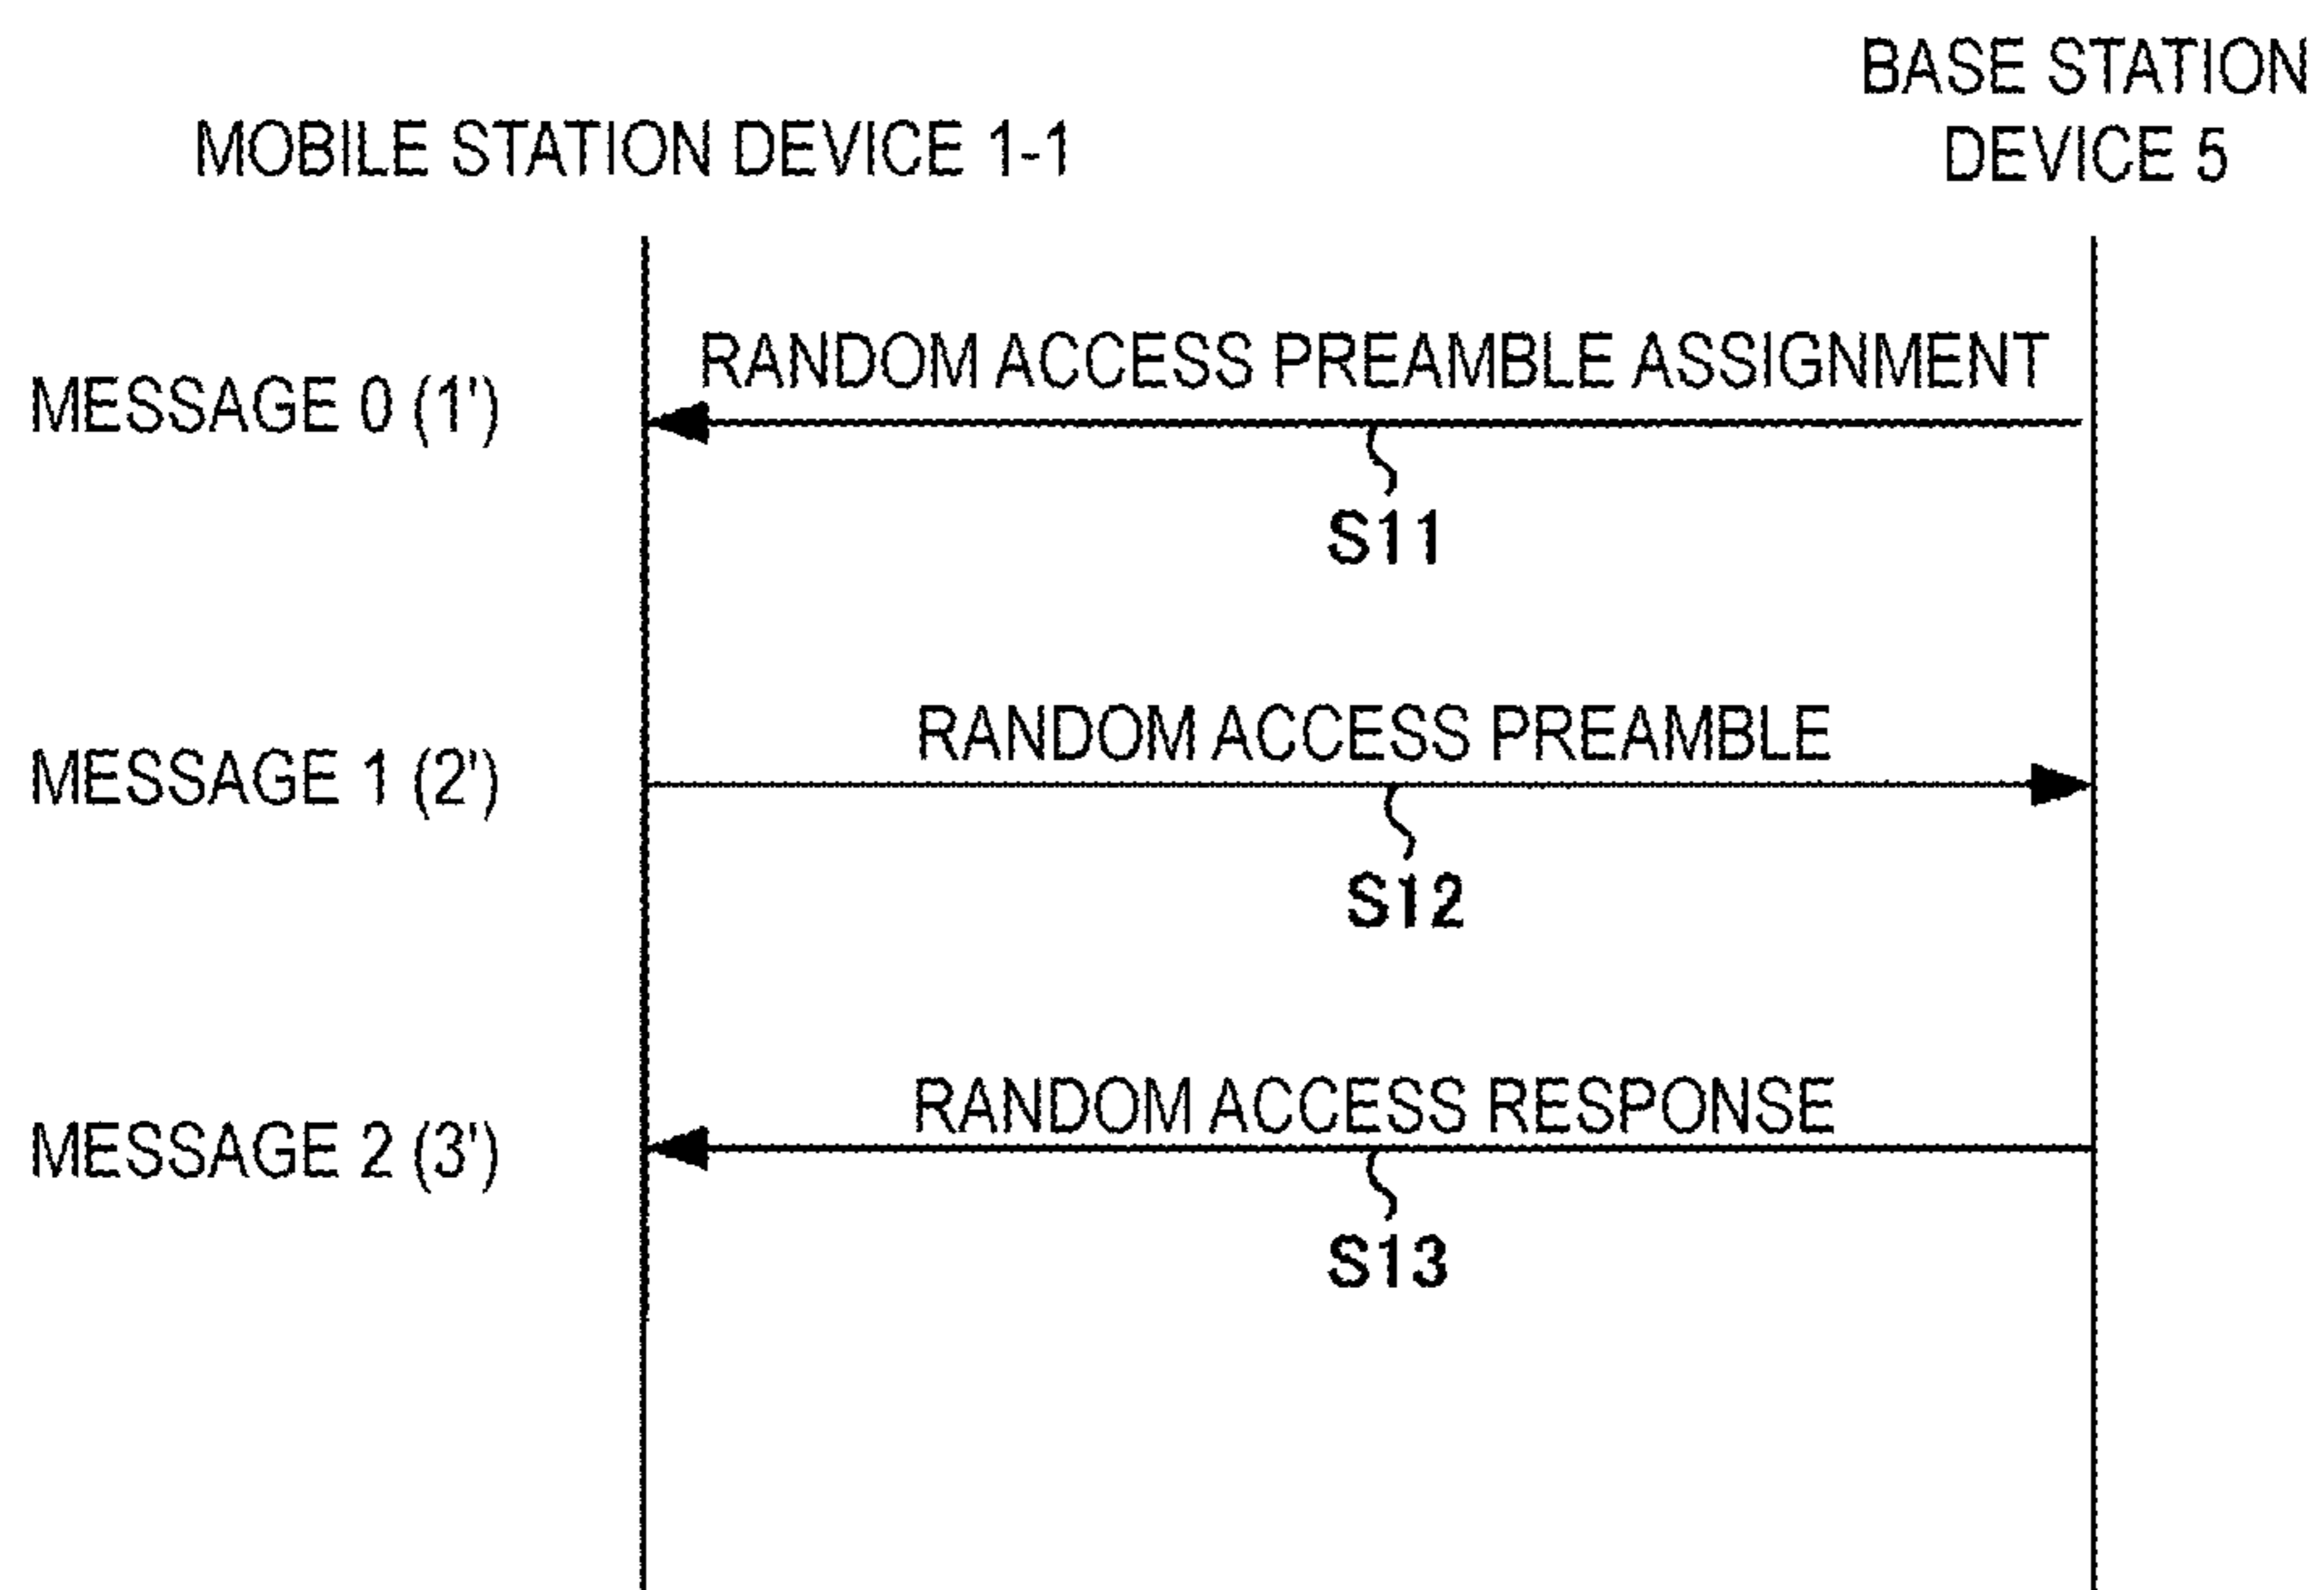 BASE STATION
DEVICE 5
MOBILE STATION DEVICE 1-1
RANDOM ACCESS PREAMBLE ASSIGNMENT
MESSAGE 0 (1')
S11
RANDOM ACCESS PREAMBLE
MESSAGE 1 (2')
S12
RANDOM ACCESS RESPONSE
MESSAGE 2 (3')
S13